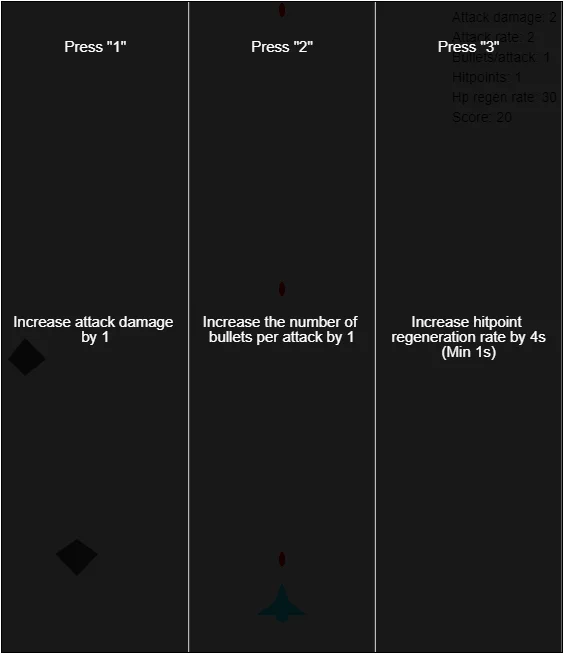 Press "1"
Press "2"
Press "3"
Attack damage: 2
Attack rate: 2
Bullets/attack: 1
Hitpoints: 1
Hp regen rate: 30
Score: 20
Increase attack damage
by 1
Increase the number of
bullets per attack by 1
Increase hitpoint
regeneration rate by 4s
(Min 1s)